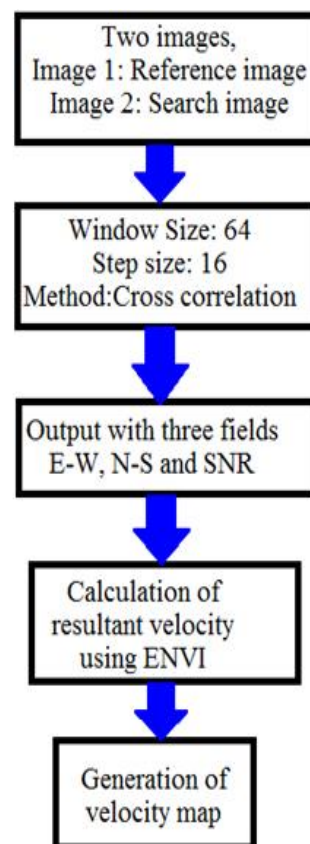 Two images,
Image 1: Reference image
Image 2: Search image
Window Size: 64
Step size: 16
Method:Cross correlation
Output with three fields
E-W, N-S and SNR
Calculation of
resultant velocity
using ENVI
Generation of
velocity map